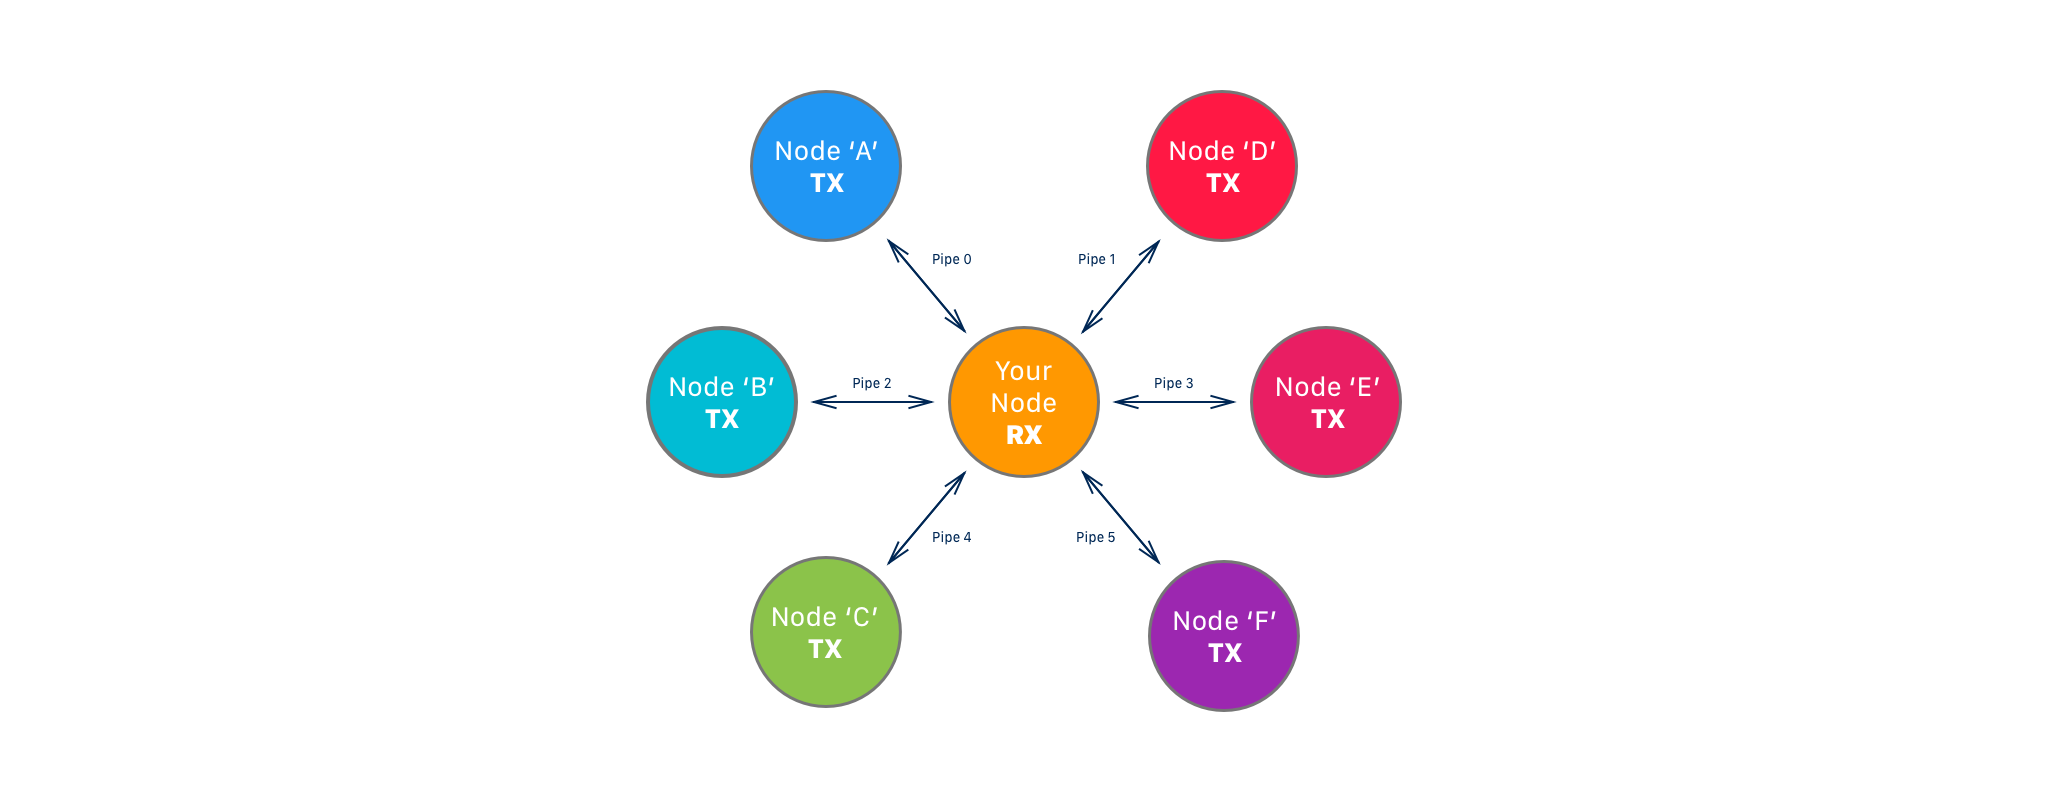 Node ‘A’
TX
Node ‘D’
TX
Pipe 0
Pipe 1
Node ‘B’
TX
Pipe 2
Your
Node
RX
Pipe 3
Node ‘E’
TX
Pipe 4
Pipe 5
Node ‘C’
TX
Node ‘F’
TX